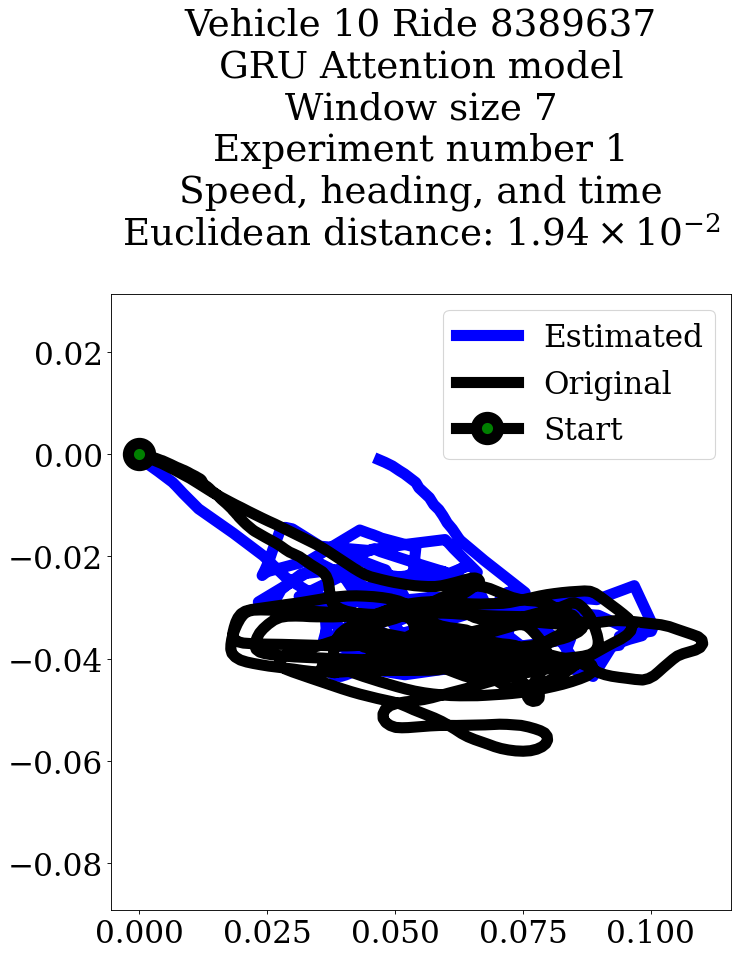 Vehicle 10 Ride 8389637
GRU Attention model
Window size 7
Experiment number 1
Speed, heading, and time
Euclidean distance: 1.94 × 10⁻²
Estimated
Original
Start
0.02
0.00
−0.02
−0.04
−0.06
−0.08
0.000 0.025 0.050 0.075 0.100